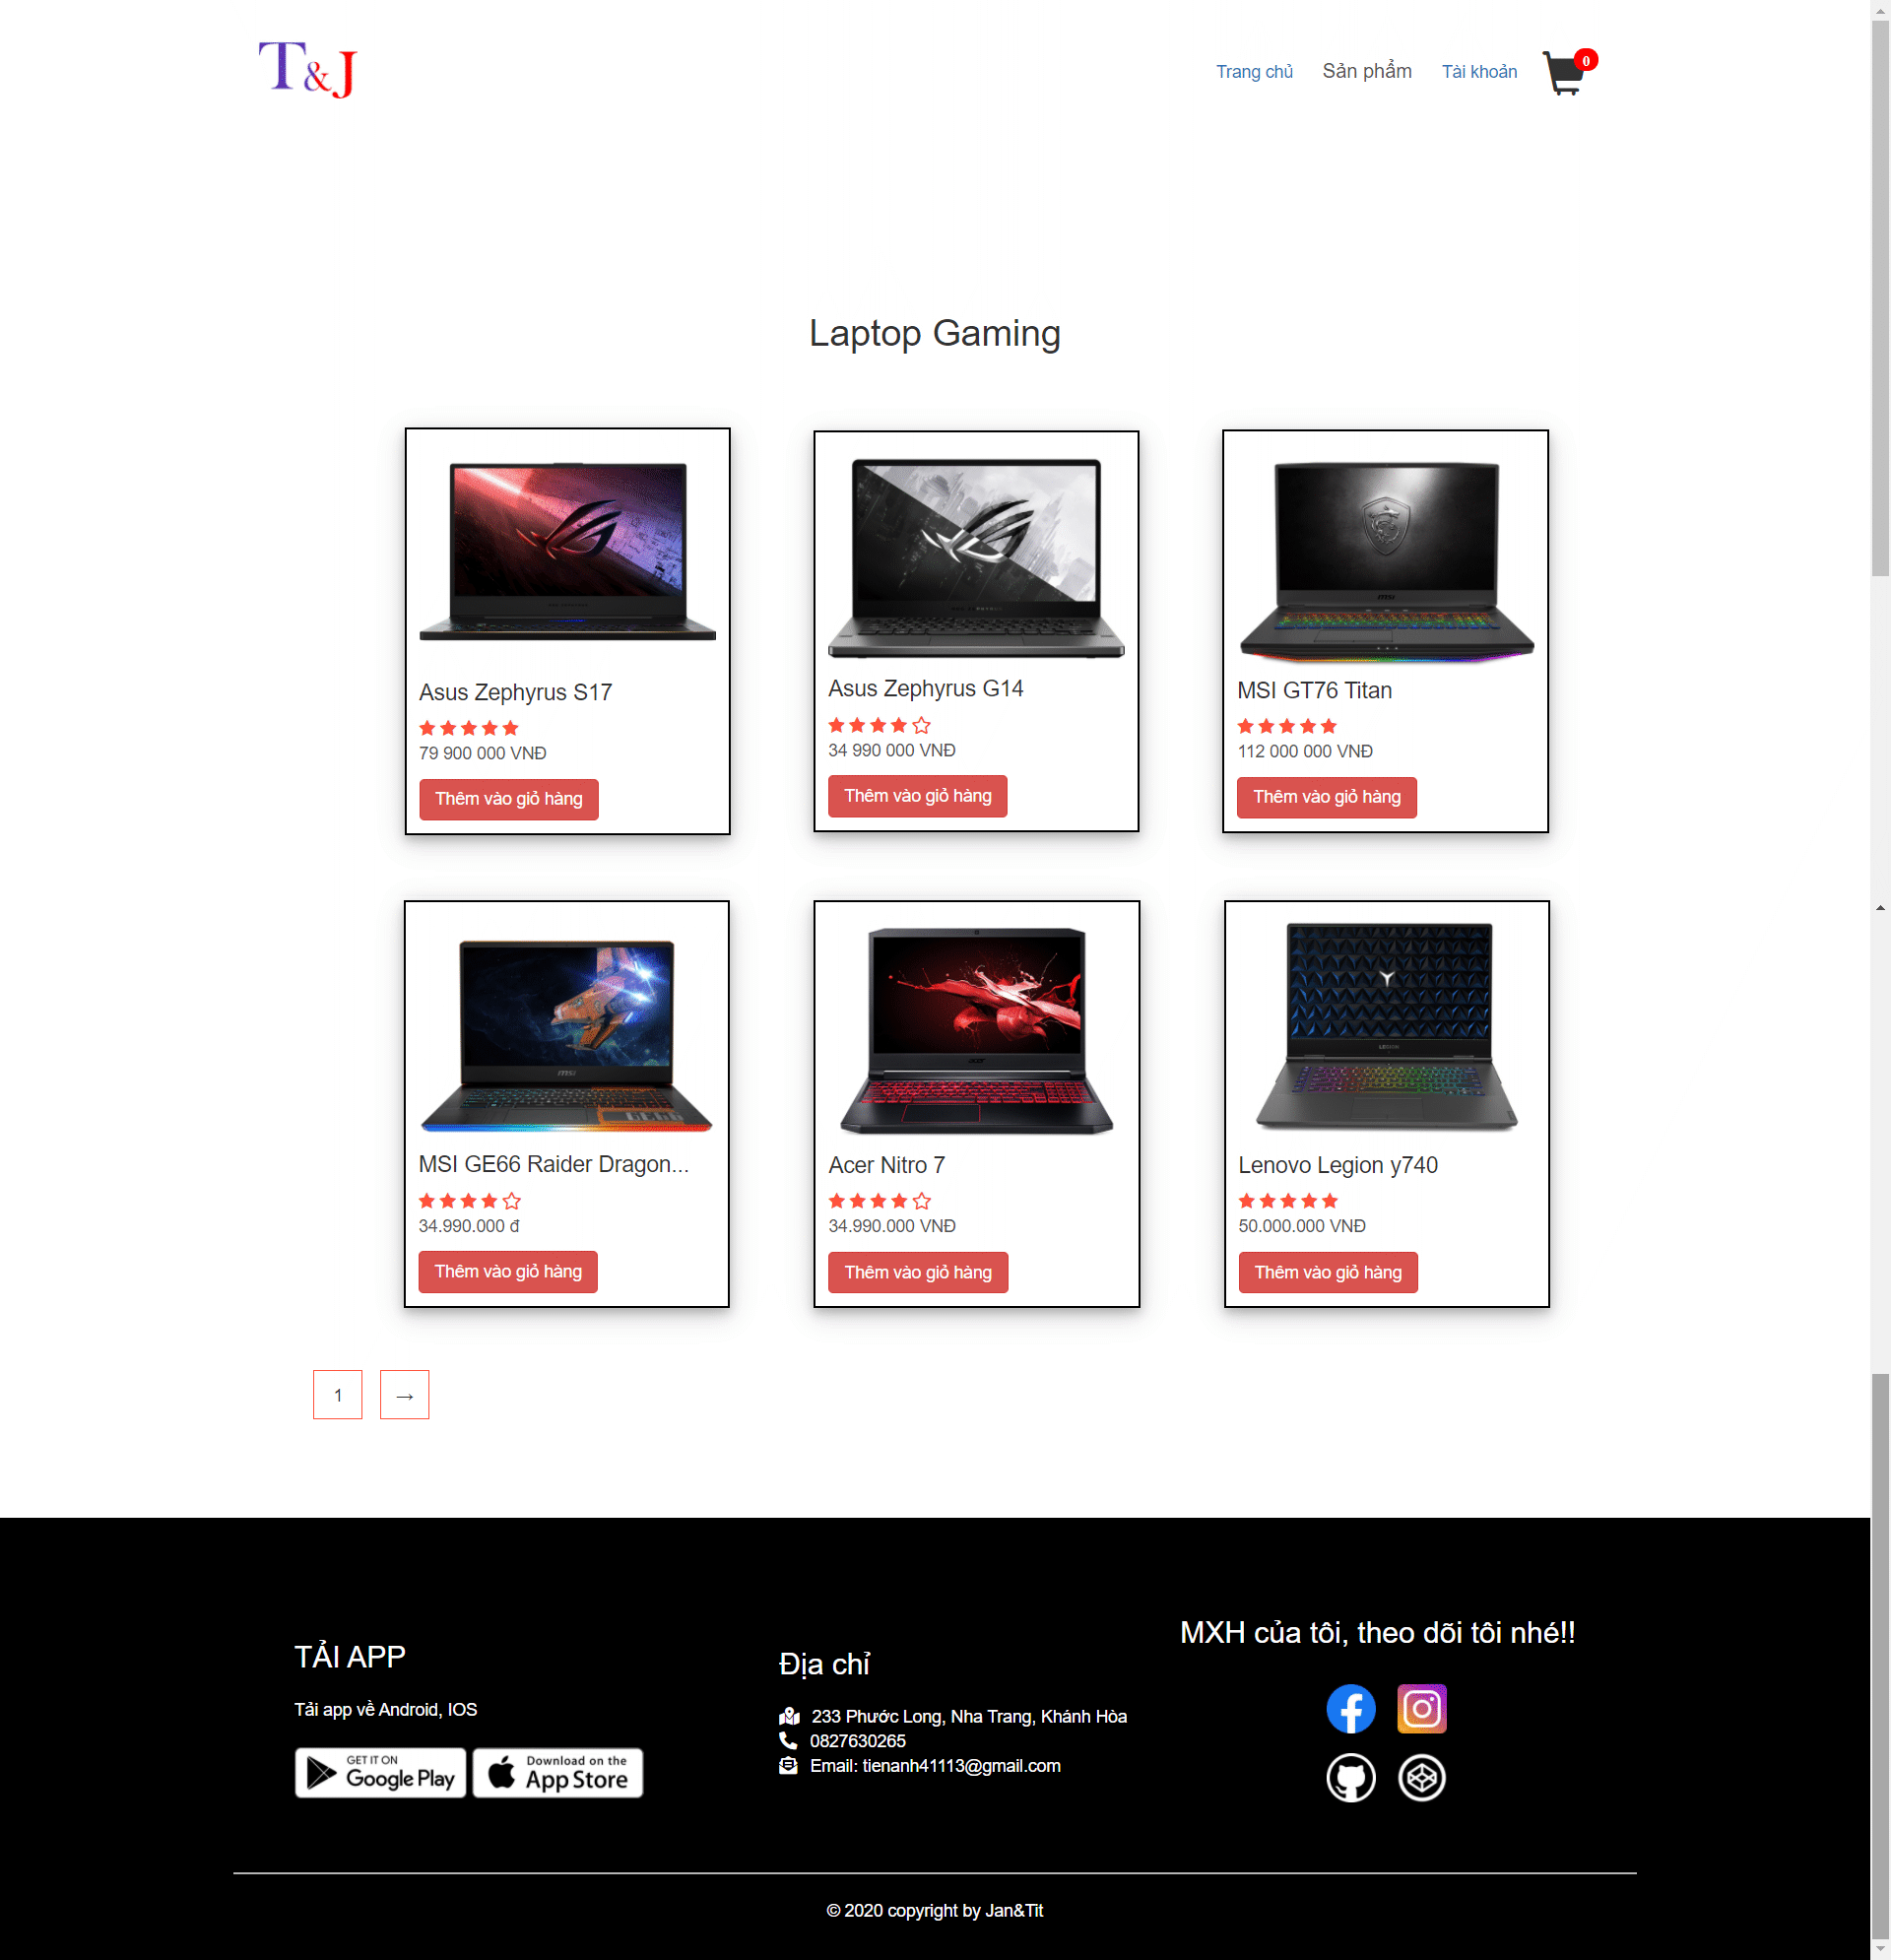 T&J
Trang chủ
Sản phẩm
Tài khoản
0
Laptop Gaming
Asus Zephyrus S17
79 900 000 VNĐ
Thêm vào giỏ hàng
Asus Zephyrus G14
34 990 000 VNĐ
Thêm vào giỏ hàng
msi
MSI GT76 Titan
112 000 000 VNĐ
Thêm vào giỏ hàng
msi
MSI GE66 Raider Dragon...
34.990.000 đ
Thêm vào giỏ hàng
acer
Acer Nitro 7
34.990.000 VNĐ
Thêm vào giỏ hàng
LEGION
Lenovo Legion y740
50.000.000 VNĐ
Thêm vào giỏ hàng
1
→
TẢI APP
Tải app về Android, IOS
GET IT ON
Google Play
Download on the
App Store
Địa chỉ
233 Phước Long, Nha Trang, Khánh Hòa
0827630265
Email: tienanh41113@gmail.com
MXH của tôi, theo dõi tôi nhé!!
© 2020 copyright by Jan&Tit